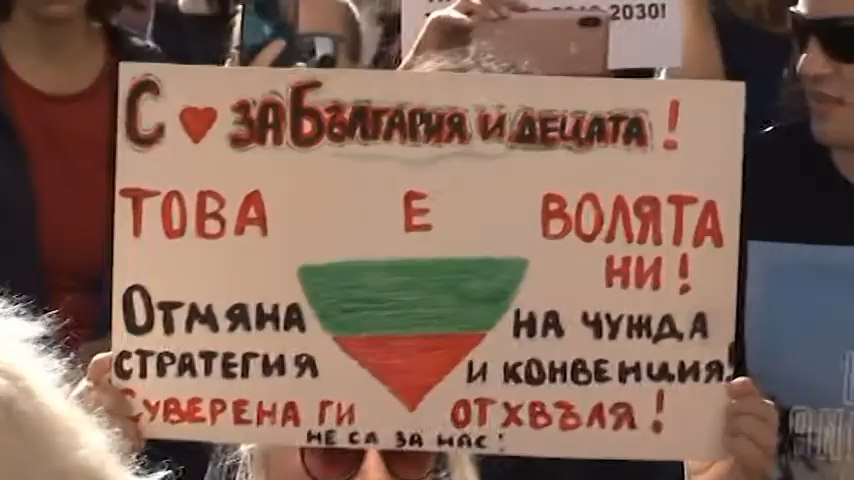 2030!
С ♥ ЗА БЪЛГАРИЯ И ДЕЦАТА!
ТОВА Е ВОЛЯТА
НИ!
ОТМЯНА НА ЧУЖДА
СТРАТЕГИЯ И КОНВЕНЦИЯ!
СУВЕРЕНА ГИ ОТХВЪЛЯ!
НЕ СА ЗА НАС!